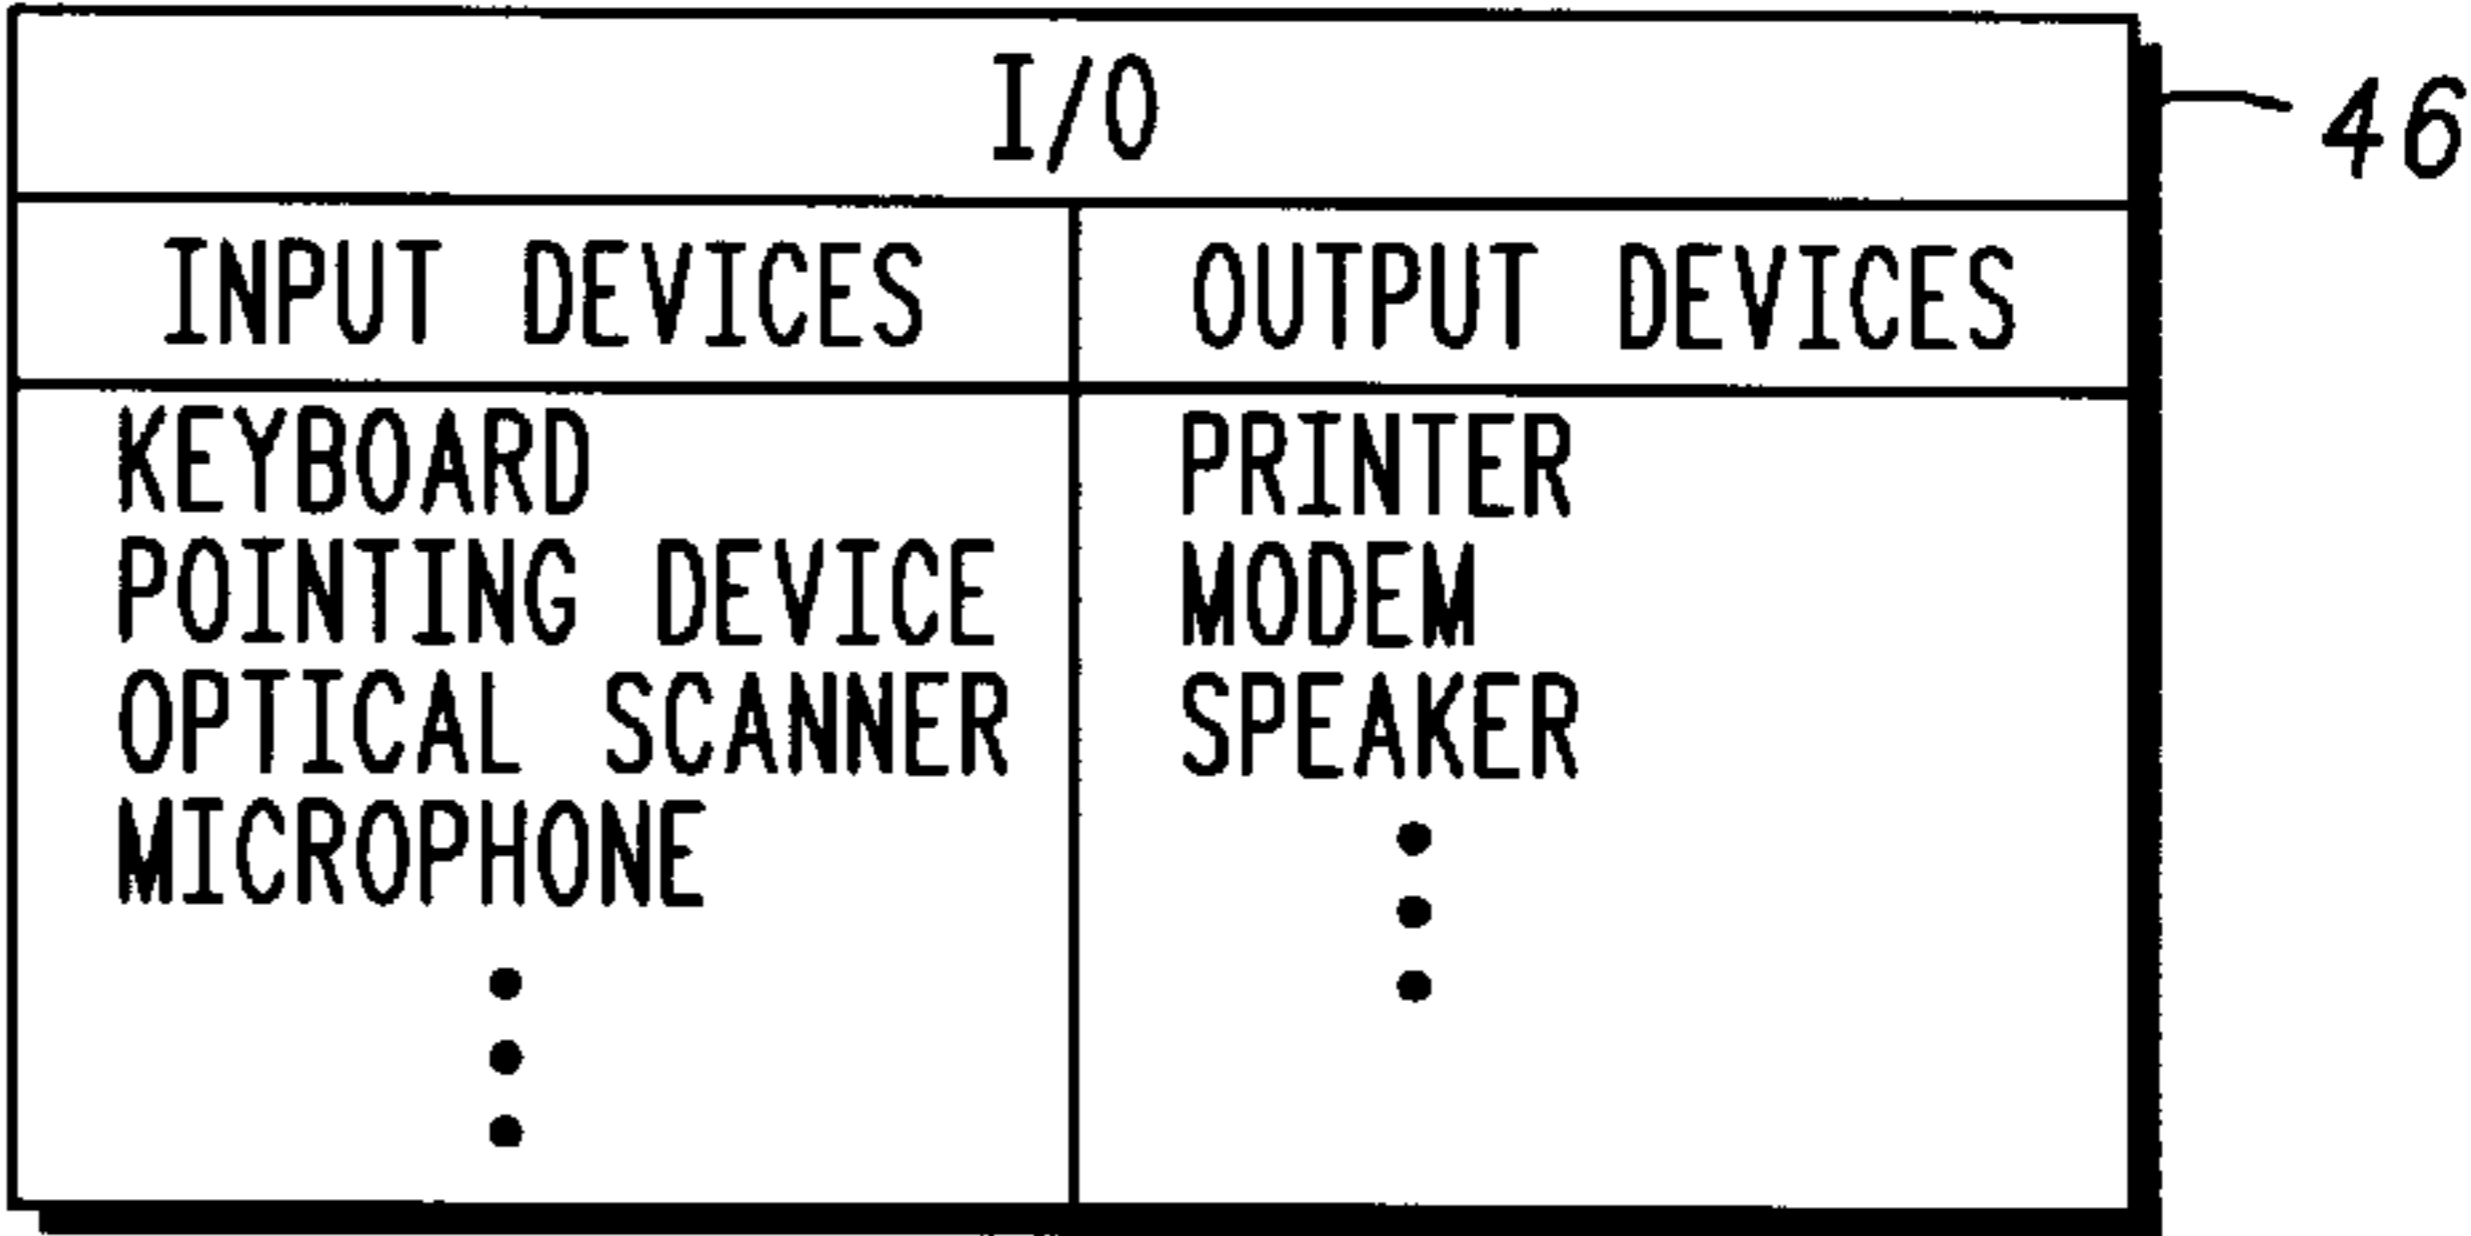 I/O
46
INPUT DEVICES
OUTPUT DEVICES
KEYBOARD
POINTING DEVICE
OPTICAL SCANNER
MICROPHONE
PRINTER
MODEM
SPEAKER